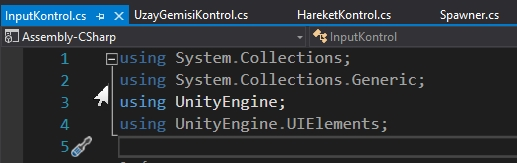 InputKontrol.cs UzayGemisiKontrol.cs HareketKontrol.cs Spawner.cs
Assembly-CSharp InputKontrol
1 using System.Collections;
2 using System.Collections.Generic;
3 using UnityEngine;
4 using UnityEngine.UIElements;
5